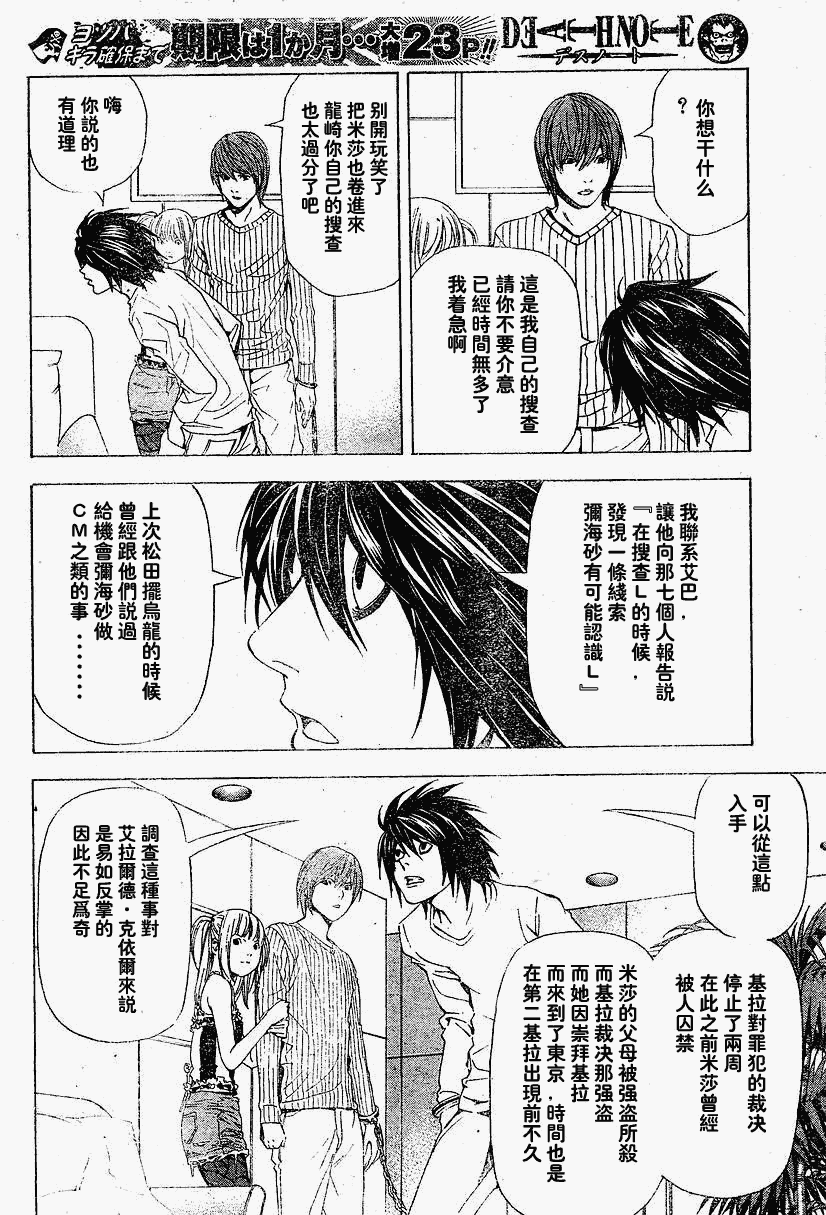 ヨツバ
キラ確保まで
期限は1か月…
大増23P!!
DEATH NOTE
デスノート
你想干什么
？
這是我自己的搜查
請你不要介意
已經時間無多了
我着急啊
别開玩笑了
把米莎也卷進來
龍崎你自己的搜查
也太過分了吧
嗨
你説的也
有道理
我聯系艾巴，
讓他向那七個人報告説
『在搜查L的時候，
發現一條綫索
彌海砂有可能認識L』
上次松田擺烏龍的時候
曾經跟他們説過
給機會彌海砂做
CM之類的事．．．．．．．
可以從這點
入手
基拉對罪犯的裁决
停止了兩周
在此之前米莎曾經
被人囚禁
米莎的父母被强盗所殺
而基拉裁决那强盗
而她因崇拜基拉
而來到了東京，時間也是
在第二基拉出現前不久
調查這種事對
艾拉爾德·克依爾來説
是易如反掌的
因此不足爲奇